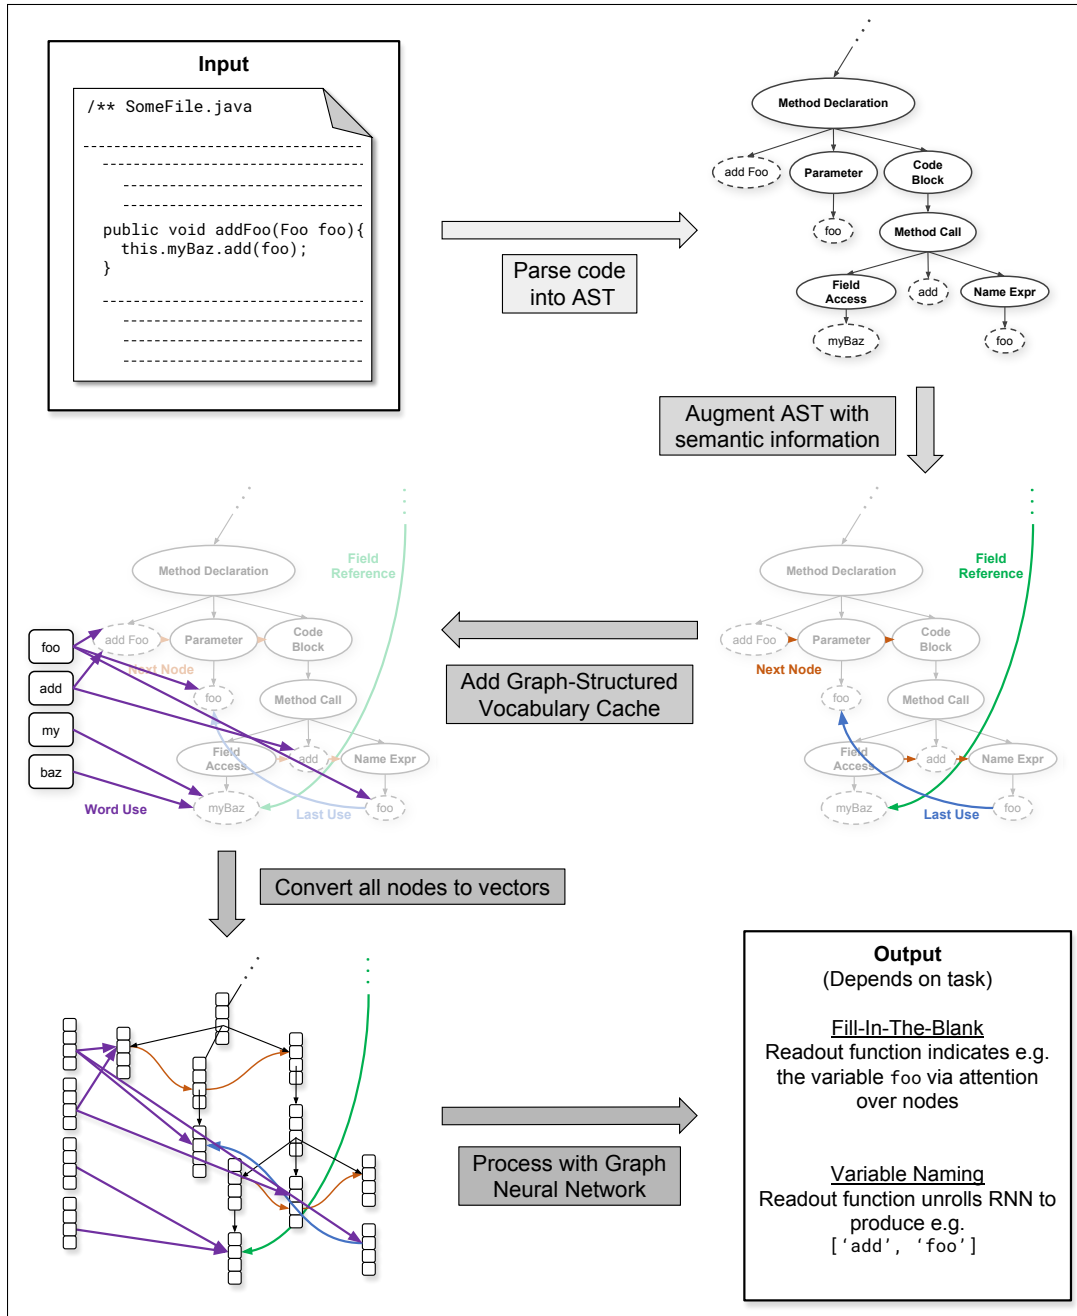 Input
/** SomeFile.java
public void addFoo(Foo foo){
this.myBaz.add(foo);
}
Parse code
into AST
Method Declaration
add Foo
Parameter
Code
Block
foo
Method Call
Field
Access
add
Name Expr
myBaz
foo
Augment AST with
semantic information
Field
Reference
Method Declaration
add Foo
Parameter
Code
Block
Next Node
foo
Method Call
Field
Access
add
Name Expr
myBaz
Last Use
foo
Add Graph-Structured
Vocabulary Cache
Field
Reference
Method Declaration
foo
add Foo
Parameter
Code
Block
Next Node
add
foo
Method Call
my
baz
Field
Access
add
Name Expr
Word Use
myBaz
Last Use
foo
Convert all nodes to vectors
Process with Graph
Neural Network
Output
(Depends on task)
Fill-In-The-Blank
Readout function indicates e.g.
the variable foo via attention
over nodes
Variable Naming
Readout function unrolls RNN to
produce e.g.
[‘add’, ‘foo’]